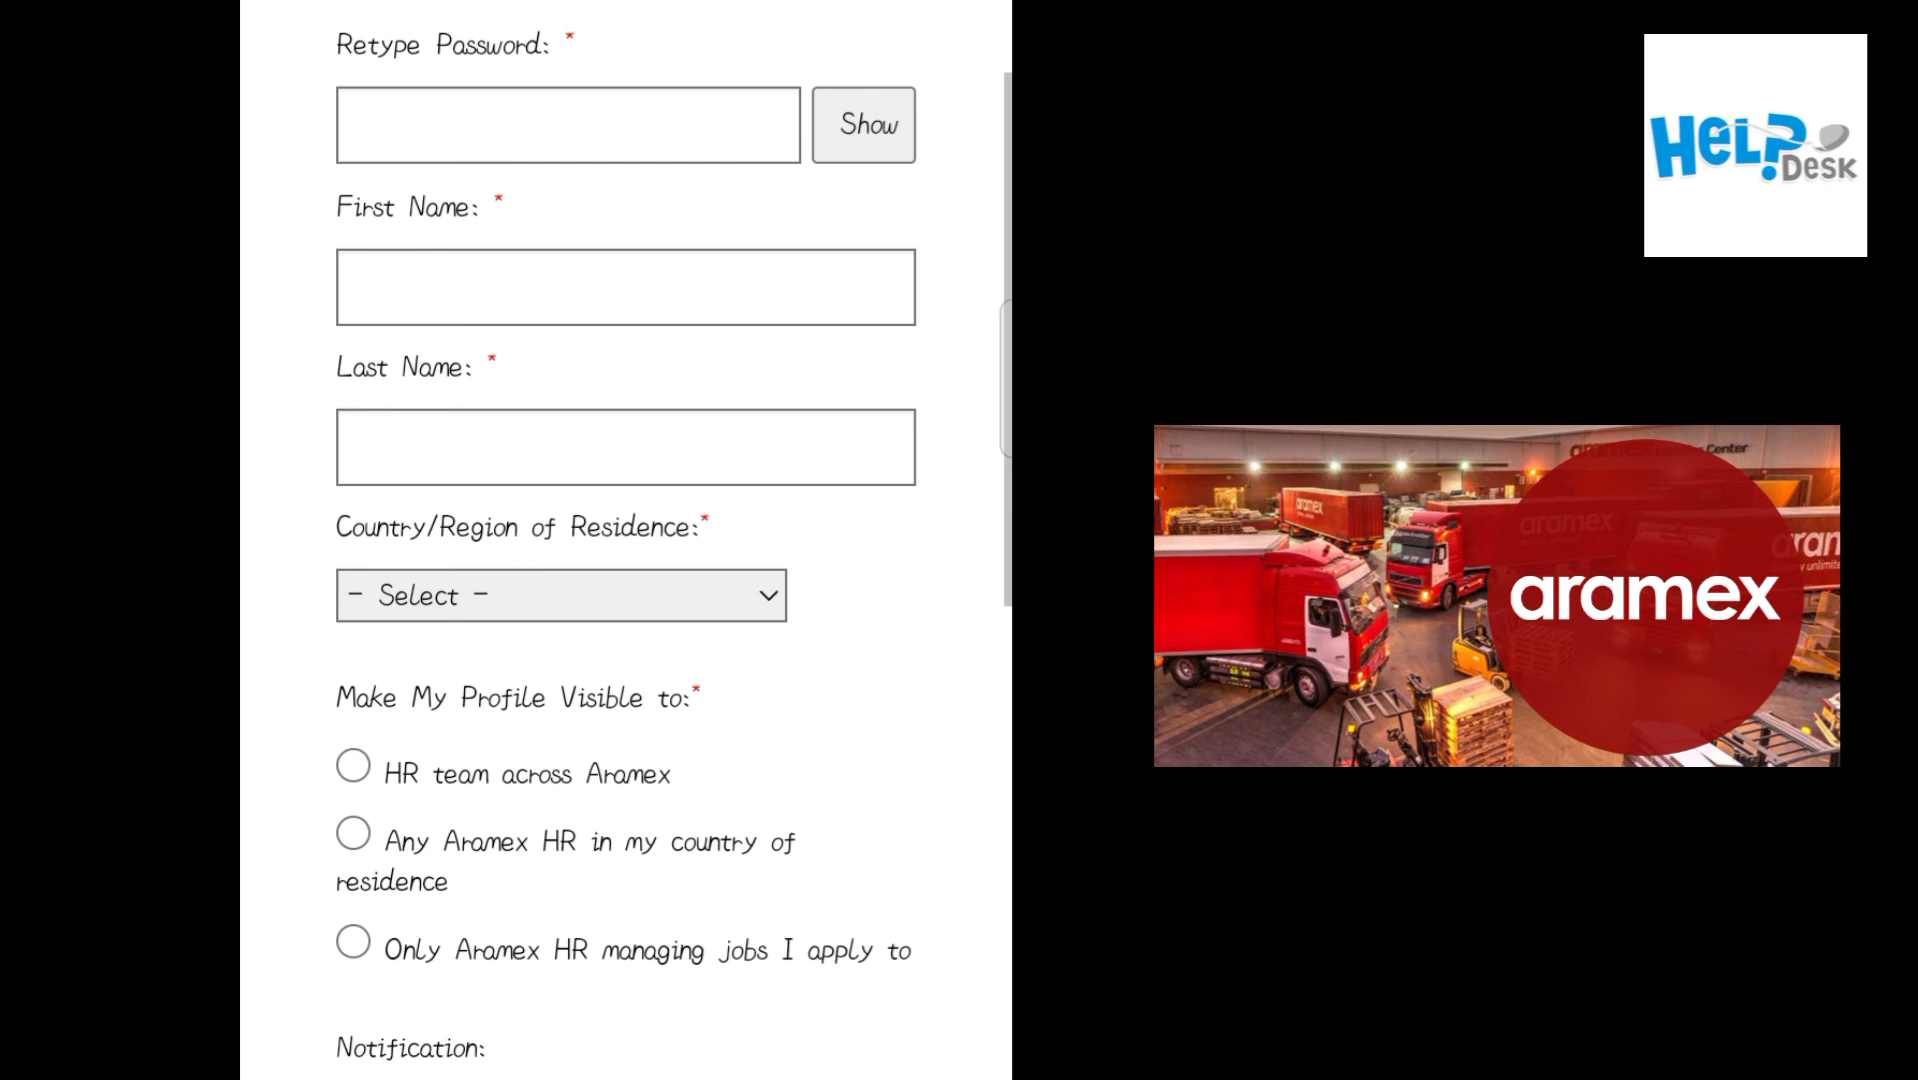 Retype Password: *
Show
First Name: *
Last Name: *
Country/Region of Residence:*
- Select -
Make My Profile Visible to:*
HR team across Aramex
Any Aramex HR in my country of
residence
Only Aramex HR managing jobs I apply to
Notification:
HELP?
Desk
Center
aramex
aramex
aramex